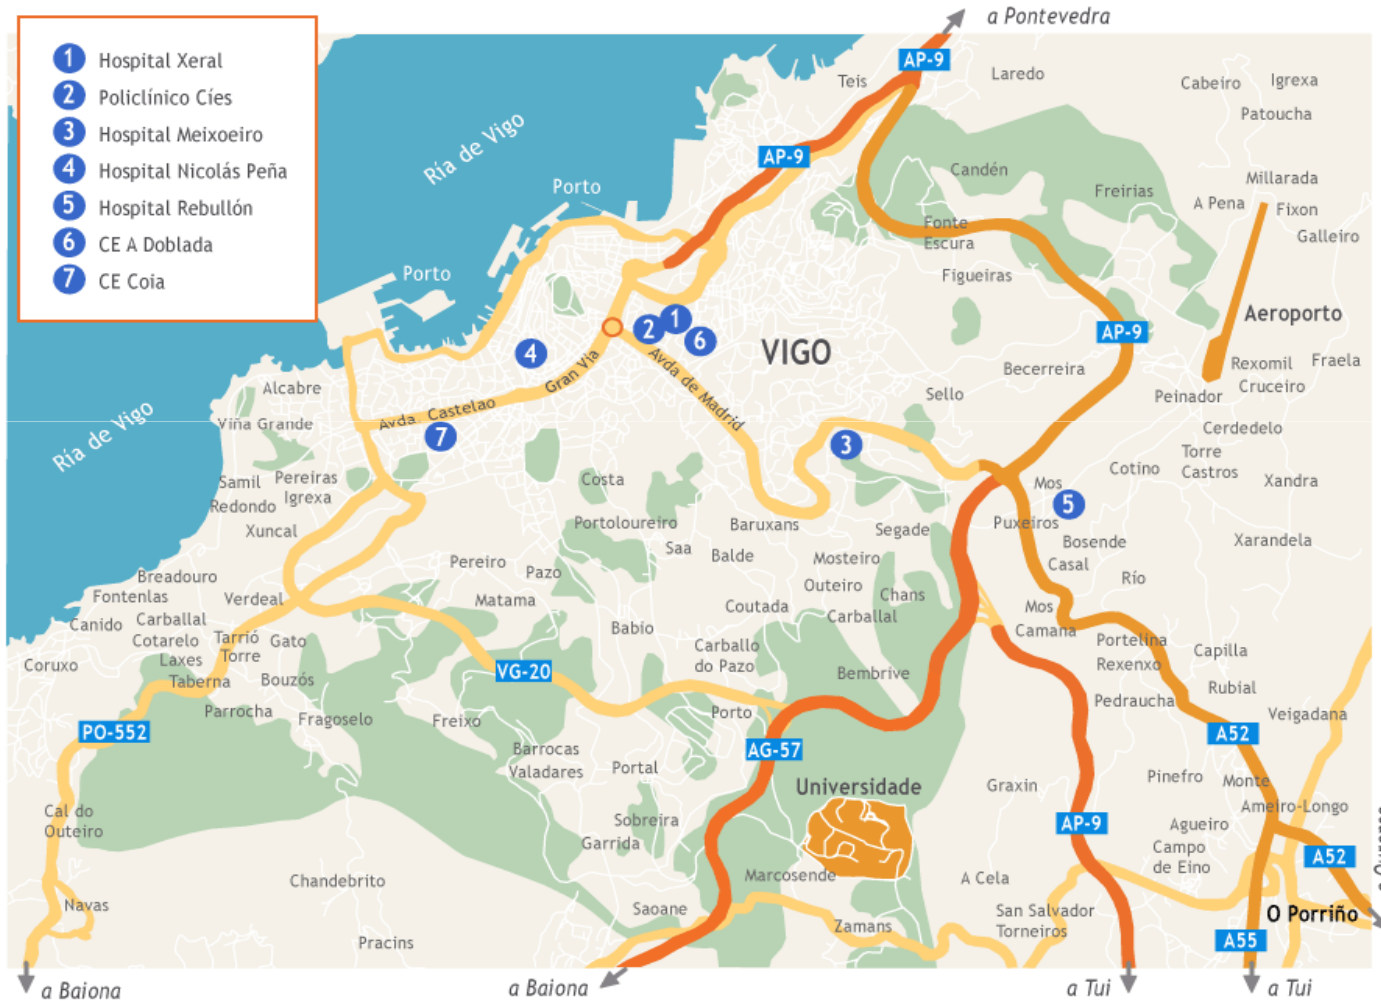 a Pontevedra
1 Hospital Xeral
2 Policlínico Cíes
3 Hospital Meixoeiro
4 Hospital Nicolás Peña
5 Hospital Rebullón
6 CE A Doblada
7 CE Coia
AP-9
Teis
Laredo
Cabeiro
Igrexa
Patoucha
Ría de Vigo
AP-9
Candén
Freirias
Millarada
A Pena
Fixon
Galleiro
Porto
Fonte
Escura
Figueiras
Porto
Aeroporto
AP-9
1
2
6
VIGO
4
Gran Via
Avda de Madrid
Becerreira
Rexomil
Fraela
Cruceiro
Peinador
Alcabre
Sello
Avda. Castelao
Viña Grande
7
3
Cerdedelo
Ría de Vigo
Torre
Castros
Cotino
Xandra
Samil
Pereiras
Igrexa
Redondo
Costa
Mos
5
Xuncal
Portoloureiro
Baruxans
Segade
Puxeiros
Bosende
Xarandela
Saa
Balde
Mosteiro
Casal
Pereiro
Pazo
Outeiro
Río
Breadouro
Fontenlas
Verdeal
Matama
Coutada
Chans
Carballal
Mos
Camana
Canido
Carballal
Cotarelo
Tarrió
Torre
Gato
Babio
Portelina
Rexenxo
Capilla
Coruxo
Laxes
Taberna
Bouzós
VG-20
Carballo
do Pazo
Bembrive
Rubial
Pedraucha
Parrocha
Fragoselo
Freixo
Porto
Veigadana
PO-552
A52
Barrocas
Valadares
Portal
AG-57
Universidade
Graxin
Pinefro
Monte
Ameiro-Longo
Cal do
Outeiro
Sobreira
Garrida
AP-9
Agueiro
Campo
de Eino
A52
Chandebrito
Marcosende
A Cela
Navas
Saoane
Zamans
San Salvador
Torneiros
O Porriño
Pracins
A55
a Baiona
a Baiona
a Tui
a Tui